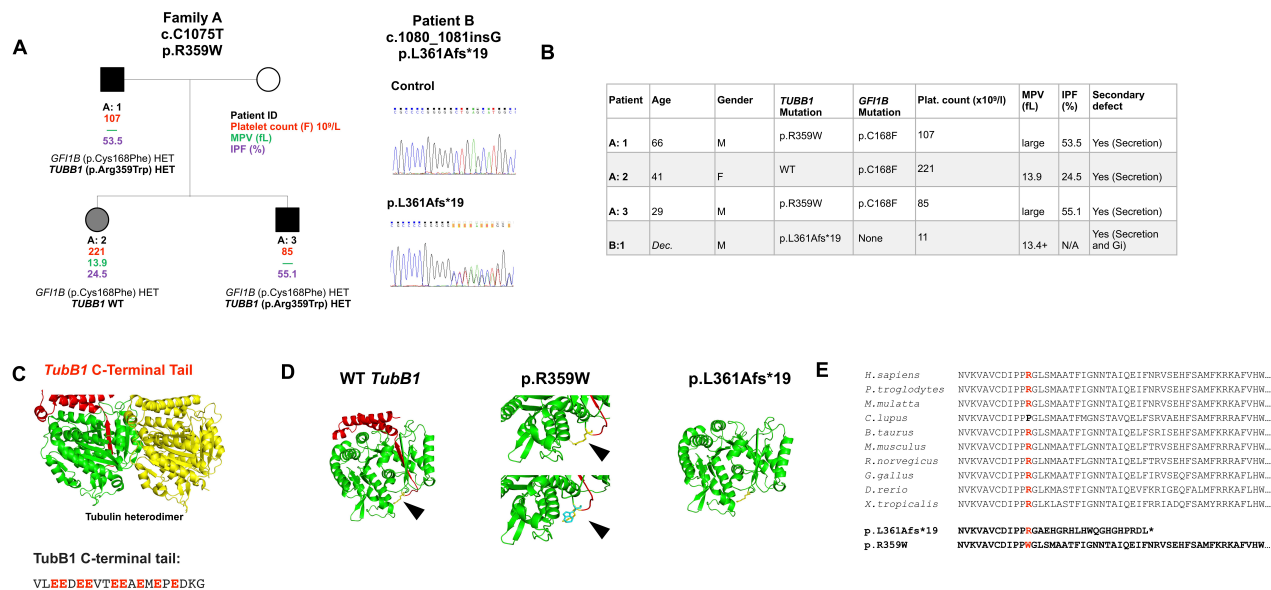 A
Family A
c.C1075T
p.R359W
A: 1
107
—
53.5
GFI1B (p.Cys168Phe) HET
TUBB1 (p.Arg359Trp) HET
Patient ID
Platelet count (F) 10⁹/L
MPV (fL)
IPF (%)
A: 2
221
13.9
24.5
GFI1B (p.Cys168Phe) HET
TUBB1 WT
A: 3
85
—
55.1
GFI1B (p.Cys168Phe) HET
TUBB1 (p.Arg359Trp) HET
Patient B
c.1080_1081insG
p.L361Afs*19
Control
p.L361Afs*19
B
Patient Age Gender TUBB1 Mutation GFI1B Mutation Plat. count (x10⁹/l) MPV (fL) IPF (%) Secondary defect
A: 1 66 M p.R359W p.C168F 107 large 53.5 Yes (Secretion)
A: 2 41 F WT p.C168F 221 13.9 24.5 Yes (Secretion)
A: 3 29 M p.R359W p.C168F 85 large 55.1 Yes (Secretion)
B:1 Dec. M p.L361Afs*19 None 11 13.4+ N/A Yes (Secretion and Gi)
C
TubB1 C-Terminal Tail
Tubulin heterodimer
TubB1 C-terminal tail:
VLEEDEEVTEEAEMEPEDKG
D
WT TubB1
p.R359W
p.L361Afs*19
E
H.sapiens NVKVAVCDIPPRGLSMAATFIGNNTAIQEIFNRVSEHFSAMFKRKAFVHW…
P.troglodytes NVKVAVCDIPPRGLSMAATFIGNNTAIQEIFNRVSEHFSAMFKRKAFVHW…
M.mulatta NVKVAVCDIPPRGLSMAATFIGNNTAIQEIFNRVSEHFSAMFKRKAFVHW…
C.lupus NVKVAVCDIPPPGLSMAATFMGNSTAVQELFSRVSEHFSAMFKRKAFVHW…
B.taurus NVKVAVCDIPPRGLSMAATFIGNNTAIQELFSRISEHFSAMFKRKAFVHW…
M.musculus NVKVAVCDIPPRGLSMAATFIGNNTAIQELFTRVSEHFSAMFKRKAFVHW…
R.norvegicus NVKVAVCDIPPRGLSMAATFIGNNTAIQELFTRVSEHFSAMFKRKAFVHW…
G.gallus NVKVAVCDIPPRGLKMASTFIGNNTAIQELFIRVSEHFSAMFRRKAFVHW…
D.rerio NVKVAVCDIPPRGLKMAATFIGNNTAIQEVFKRIGEQFALMFRRKAFVHW…
X.tropicalis NVKVAVCDIPPRGLKMASTFIGNNTAIQEIFRRIADQFSAMYRRKAFVHW…
p.L361Afs*19 NVKVAVCDIPPRGAEHGRHLHWQGHGHPRDL*
p.R359W NVKVAVCDIPPWGLSMAATFIGNNTAIQEIFNRVSEHFSAMFKRKAFVHW…